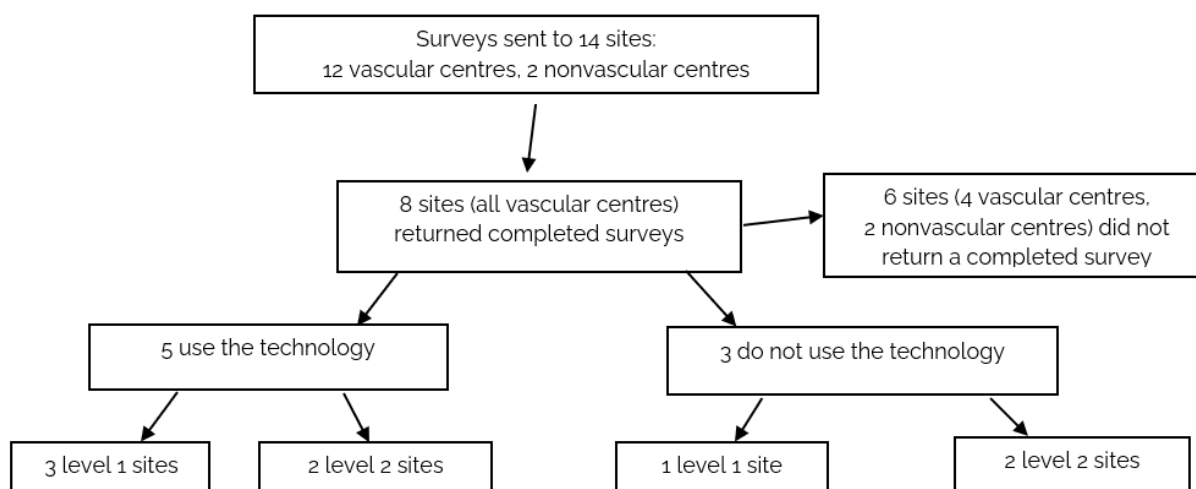 Surveys sent to 14 sites:
12 vascular centres, 2 nonvascular centres
8 sites (all vascular centres)
returned completed surveys
6 sites (4 vascular centres,
2 nonvascular centres) did not
return a completed survey
5 use the technology
3 do not use the technology
3 level 1 sites
2 level 2 sites
1 level 1 site
2 level 2 sites